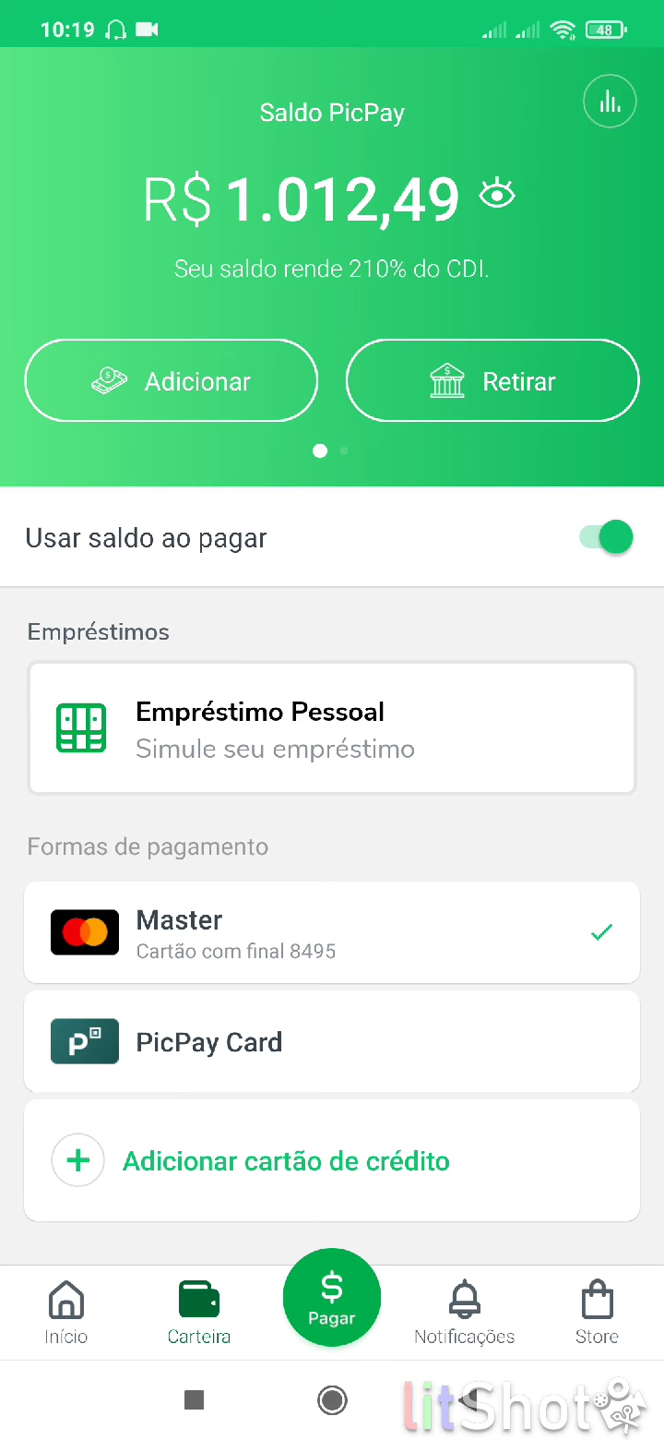 10:19
48
Saldo PicPay
R$ 1.012,49
Seu saldo rende 210% do CDI.
Adicionar
Retirar
Usar saldo ao pagar
Empréstimos
Empréstimo Pessoal
Simule seu empréstimo
Formas de pagamento
Master
Cartão com final 8495
PicPay Card
Adicionar cartão de crédito
$
Pagar
Início
Carteira
Notificações
Store
litShot